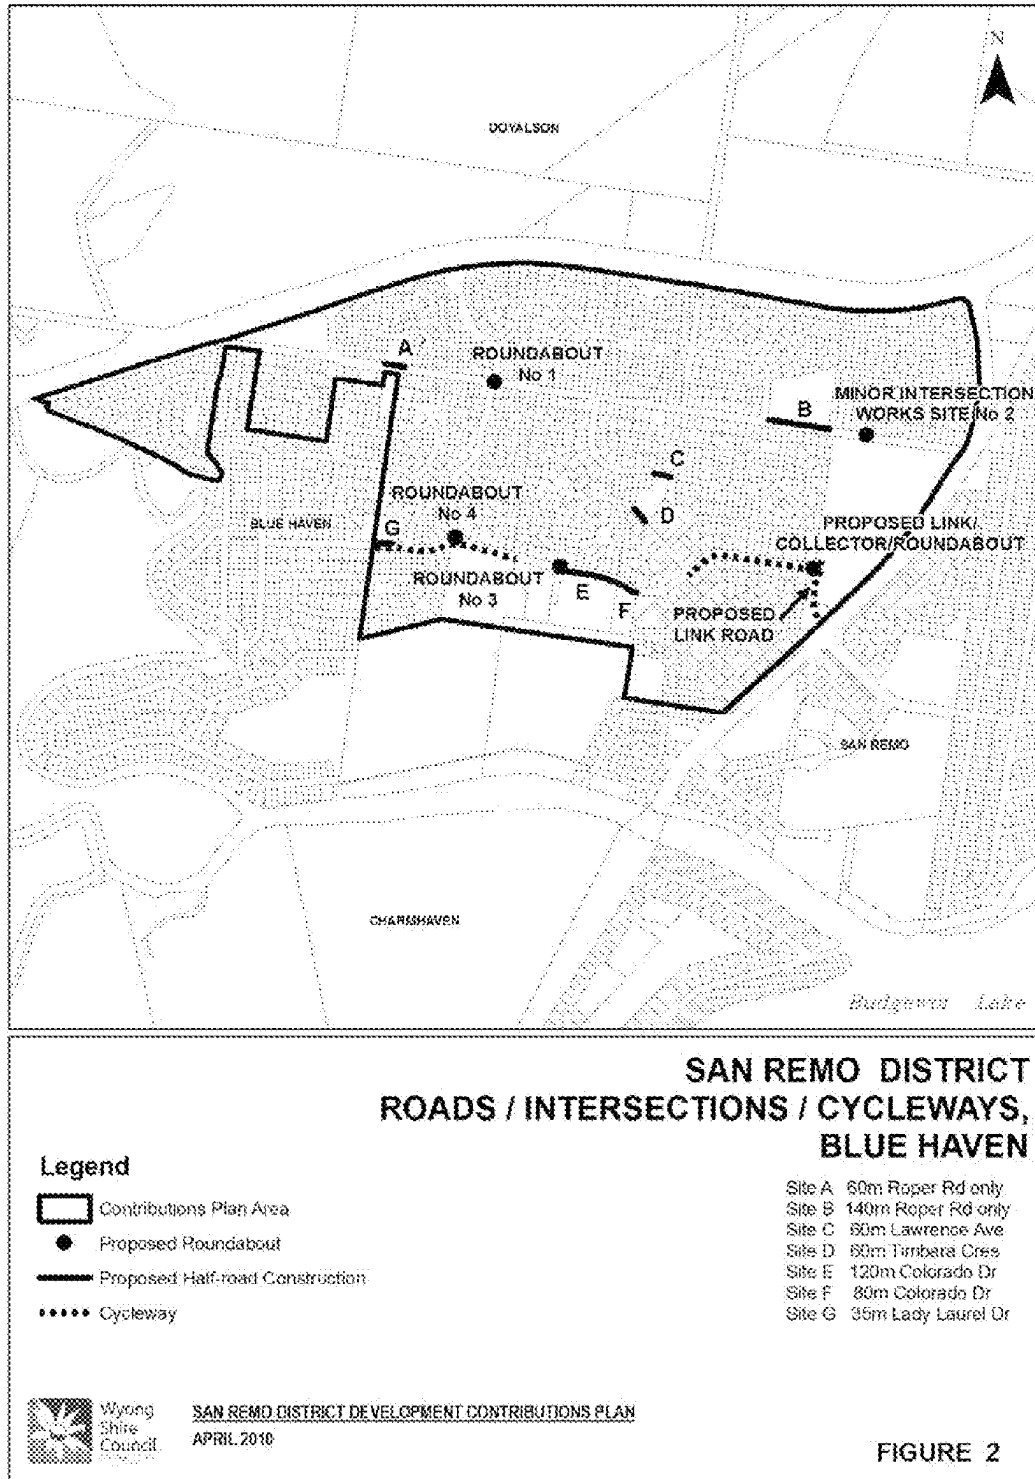 N
DOYALSON
A
ROUNDABOUT
No 1
MINOR INTERSECTION
WORKS SITE No 2
B
C
ROUNDABOUT
No 4
D
BLUE HAVEN
G
PROPOSED LINK/
COLLECTOR/ROUNDABOUT
ROUNDABOUT
No 3
E
F
PROPOSED
LINK ROAD
SAN REMO
CHARMHAVEN
Budgewoi Lake
SAN REMO DISTRICT
ROADS / INTERSECTIONS / CYCLEWAYS,
BLUE HAVEN
Legend
Contributions Plan Area
Proposed Roundabout
Proposed Half-road Construction
Cycleway
Site A 60m Roper Rd only
Site B 140m Roper Rd only
Site C 60m Lawrence Ave
Site D 60m Timbara Cres
Site E 120m Colorado Dr
Site F 80m Colorado Dr
Site G 35m Lady Laurel Dr
Wyong
Shire
Council
SAN REMO DISTRICT DEVELOPMENT CONTRIBUTIONS PLAN
APRIL 2010
FIGURE 2